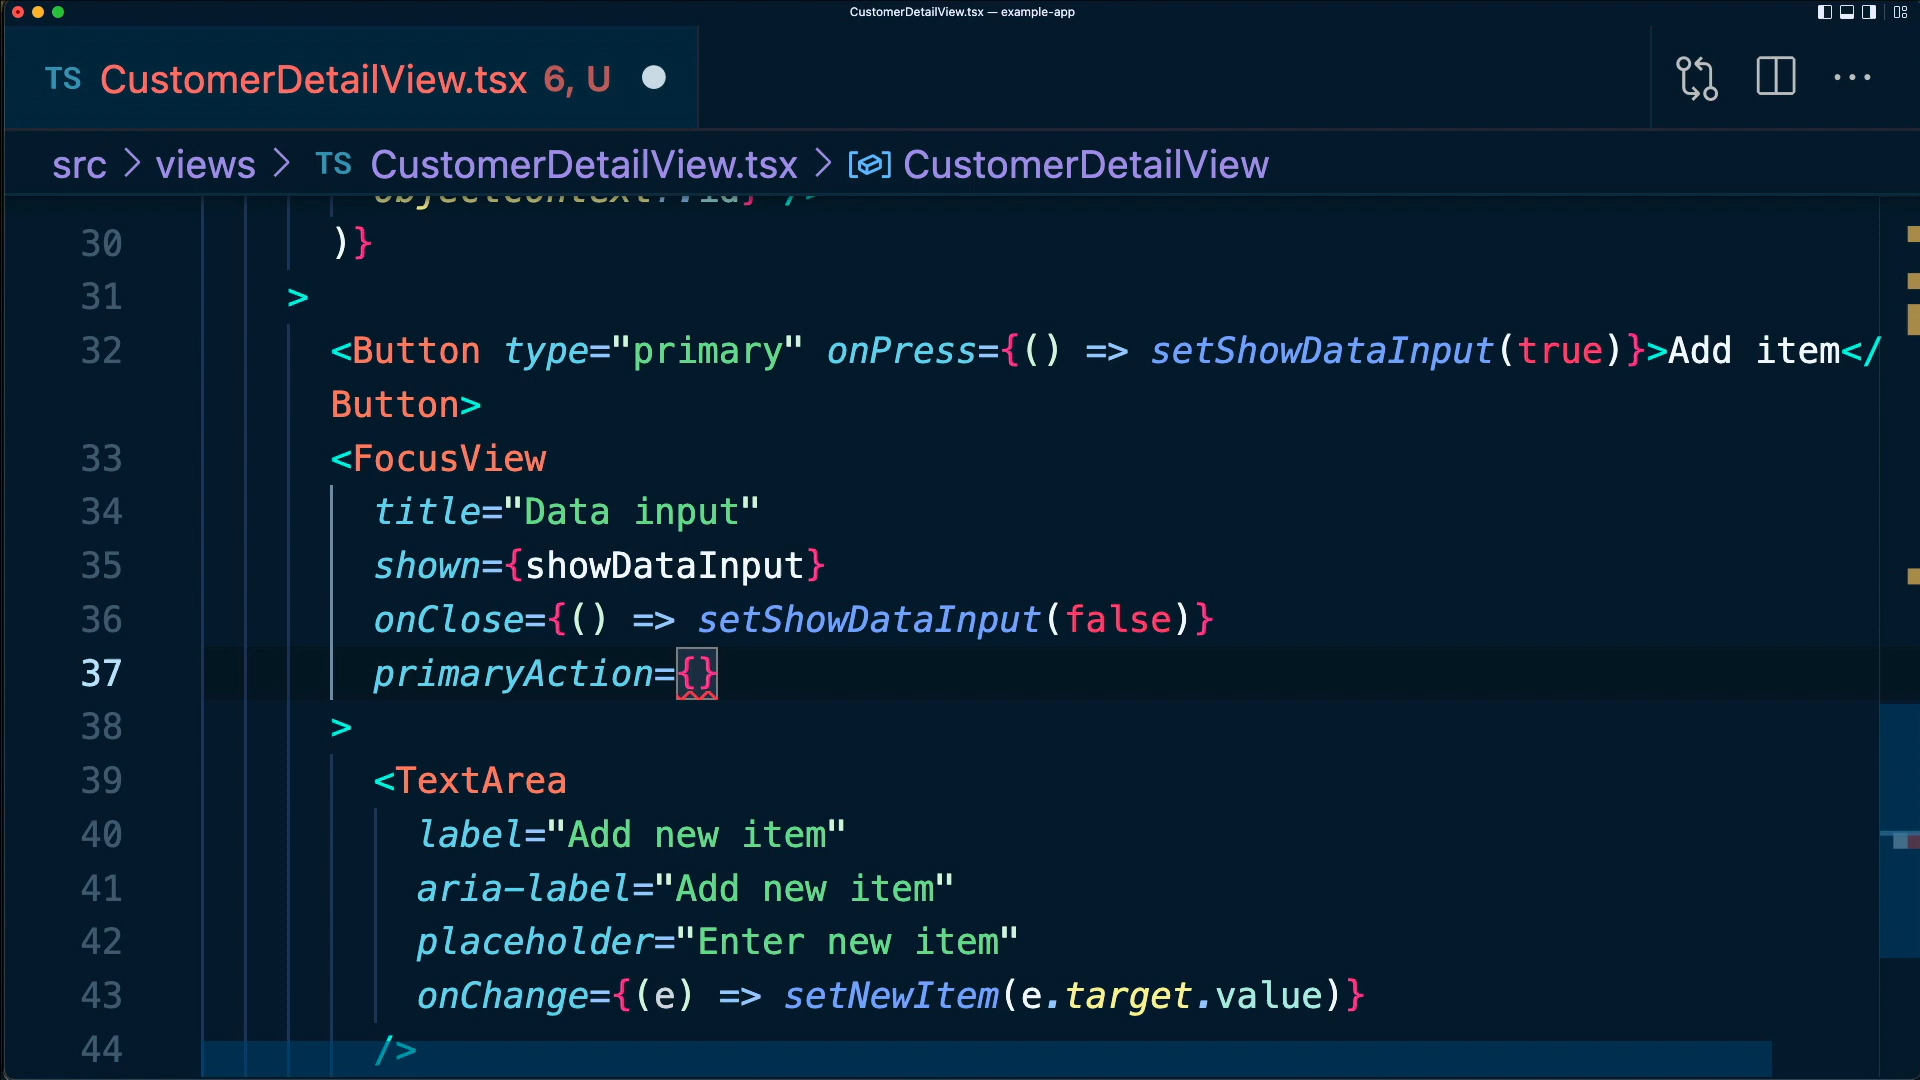 CustomerDetailView.tsx — example-app
TS CustomerDetailView.tsx 6, U
src > views > TS CustomerDetailView.tsx > CustomerDetailView
objectContext?.id} />
30 )}
31 >
32 <Button type="primary" onPress={() => setShowDataInput(true)}>Add item</
Button>
33 <FocusView
34 title="Data input"
35 shown={showDataInput}
36 onClose={() => setShowDataInput(false)}
37 primaryAction={}
38 >
39 <TextArea
40 label="Add new item"
41 aria-label="Add new item"
42 placeholder="Enter new item"
43 onChange={(e) => setNewItem(e.target.value)}
44 />